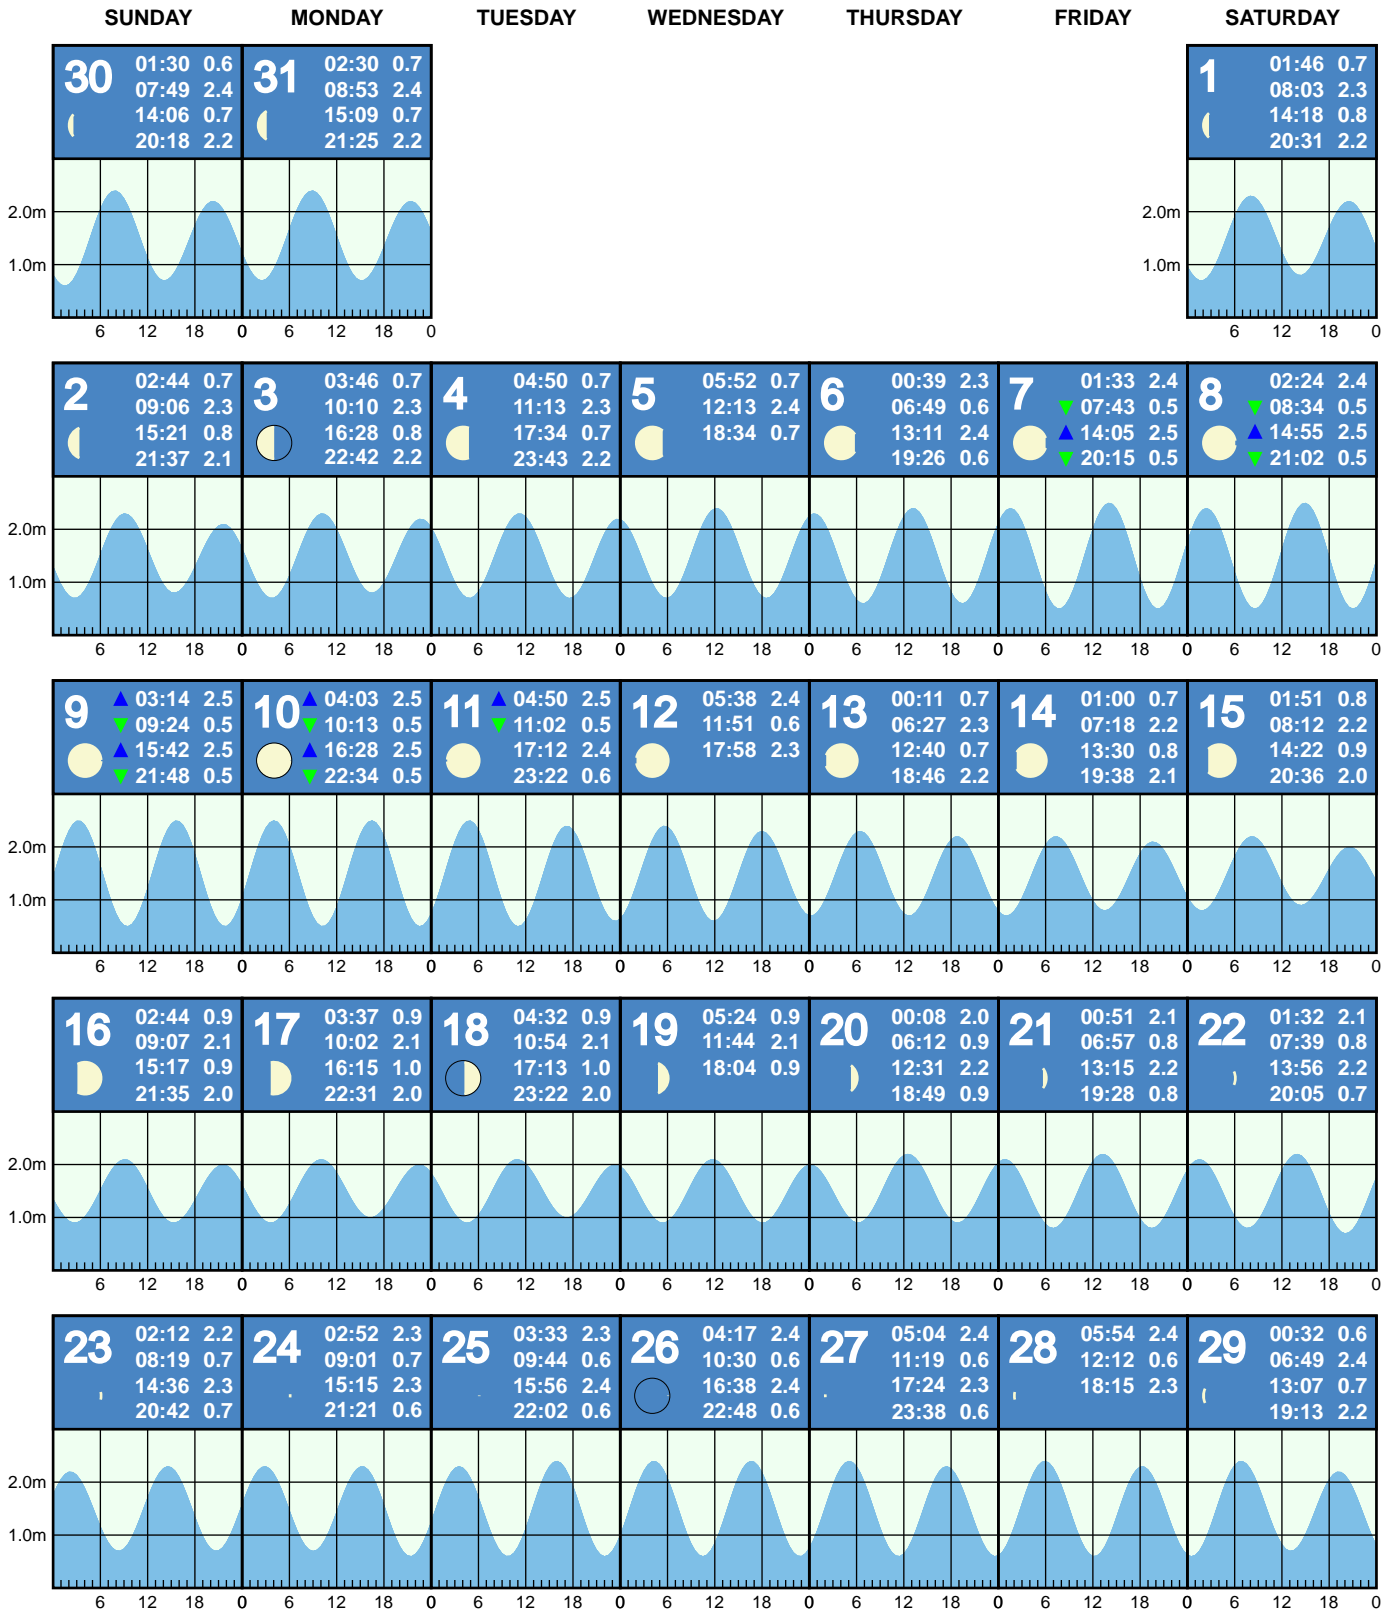 SUNDAY MONDAY TUESDAY WEDNESDAY THURSDAY FRIDAY SATURDAY
30 01:30 0.6
07:49 2.4
14:06 0.7
20:18 2.2
31 02:30 0.7
08:53 2.4
15:09 0.7
21:25 2.2
1 01:46 0.7
08:03 2.3
14:18 0.8
20:31 2.2
2.0m 2.0m
1.0m 1.0m
6 12 18 0 0 6 12 18 0 6 12 18 0
2 02:44 0.7
09:06 2.3
15:21 0.8
21:37 2.1
3 03:46 0.7
10:10 2.3
16:28 0.8
22:42 2.2
4 04:50 0.7
11:13 2.3
17:34 0.7
23:43 2.2
5 05:52 0.7
12:13 2.4
18:34 0.7
6 00:39 2.3
06:49 0.6
13:11 2.4
19:26 0.6
7 01:33 2.4
▼ 07:43 0.5
▲ 14:05 2.5
▼ 20:15 0.5
8 02:24 2.4
▼ 08:34 0.5
▲ 14:55 2.5
▼ 21:02 0.5
2.0m
1.0m
6 12 18 0 0 6 12 18 0 0 6 12 18 0 0 6 12 18 0 0 6 12 18 0 0 6 12 18 0 0 6 12 18 0
9 ▲ 03:14 2.5
▼ 09:24 0.5
▲ 15:42 2.5
▼ 21:48 0.5
10 ▲ 04:03 2.5
▼ 10:13 0.5
▲ 16:28 2.5
▼ 22:34 0.5
11 ▲ 04:50 2.5
▼ 11:02 0.5
17:12 2.4
23:22 0.6
12 05:38 2.4
11:51 0.6
17:58 2.3
13 00:11 0.7
06:27 2.3
12:40 0.7
18:46 2.2
14 01:00 0.7
07:18 2.2
13:30 0.8
19:38 2.1
15 01:51 0.8
08:12 2.2
14:22 0.9
20:36 2.0
2.0m
1.0m
6 12 18 0 0 6 12 18 0 0 6 12 18 0 0 6 12 18 0 0 6 12 18 0 0 6 12 18 0 0 6 12 18 0
16 02:44 0.9
09:07 2.1
15:17 0.9
21:35 2.0
17 03:37 0.9
10:02 2.1
16:15 1.0
22:31 2.0
18 04:32 0.9
10:54 2.1
17:13 1.0
23:22 2.0
19 05:24 0.9
11:44 2.1
18:04 0.9
20 00:08 2.0
06:12 0.9
12:31 2.2
18:49 0.9
21 00:51 2.1
06:57 0.8
13:15 2.2
19:28 0.8
22 01:32 2.1
07:39 0.8
13:56 2.2
20:05 0.7
2.0m
1.0m
6 12 18 0 0 6 12 18 0 0 6 12 18 0 0 6 12 18 0 0 6 12 18 0 0 6 12 18 0 0 6 12 18 0
23 02:12 2.2
08:19 0.7
14:36 2.3
20:42 0.7
24 02:52 2.3
09:01 0.7
15:15 2.3
21:21 0.6
25 03:33 2.3
09:44 0.6
15:56 2.4
22:02 0.6
26 04:17 2.4
10:30 0.6
16:38 2.4
22:48 0.6
27 05:04 2.4
11:19 0.6
17:24 2.3
23:38 0.6
28 05:54 2.4
12:12 0.6
18:15 2.3
29 00:32 0.6
06:49 2.4
13:07 0.7
19:13 2.2
2.0m
1.0m
6 12 18 0 0 6 12 18 0 0 6 12 18 0 0 6 12 18 0 0 6 12 18 0 0 6 12 18 0 0 6 12 18 0